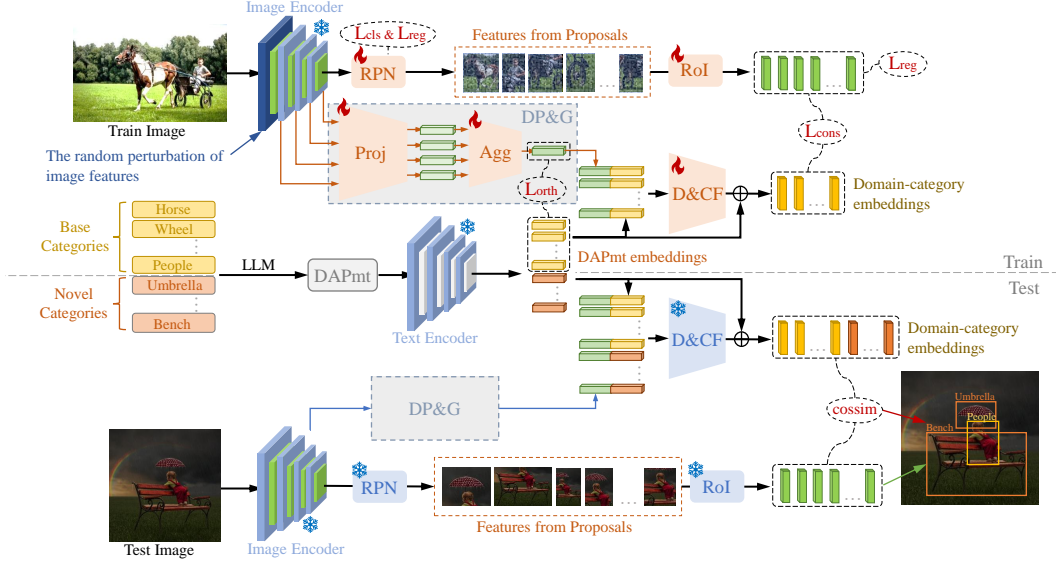 Image Encoder
Lcls & Lreg
RPN
Features from Proposals
RoI
Lreg
Train Image
The random perturbation of
image features
DP&G
Proj
Agg
Lorth
Lcons
D&CF
Domain-category
embeddings
Base
Categories
Horse
Wheel
People
LLM
DAPmt
Text Encoder
DAPmt embeddings
Train
Test
Novel
Categories
Umbrella
Bench
D&CF
Domain-category
embeddings
DP&G
cossim
Umbrella
People
Bench
Test Image
Image Encoder
RPN
Features from Proposals
RoI